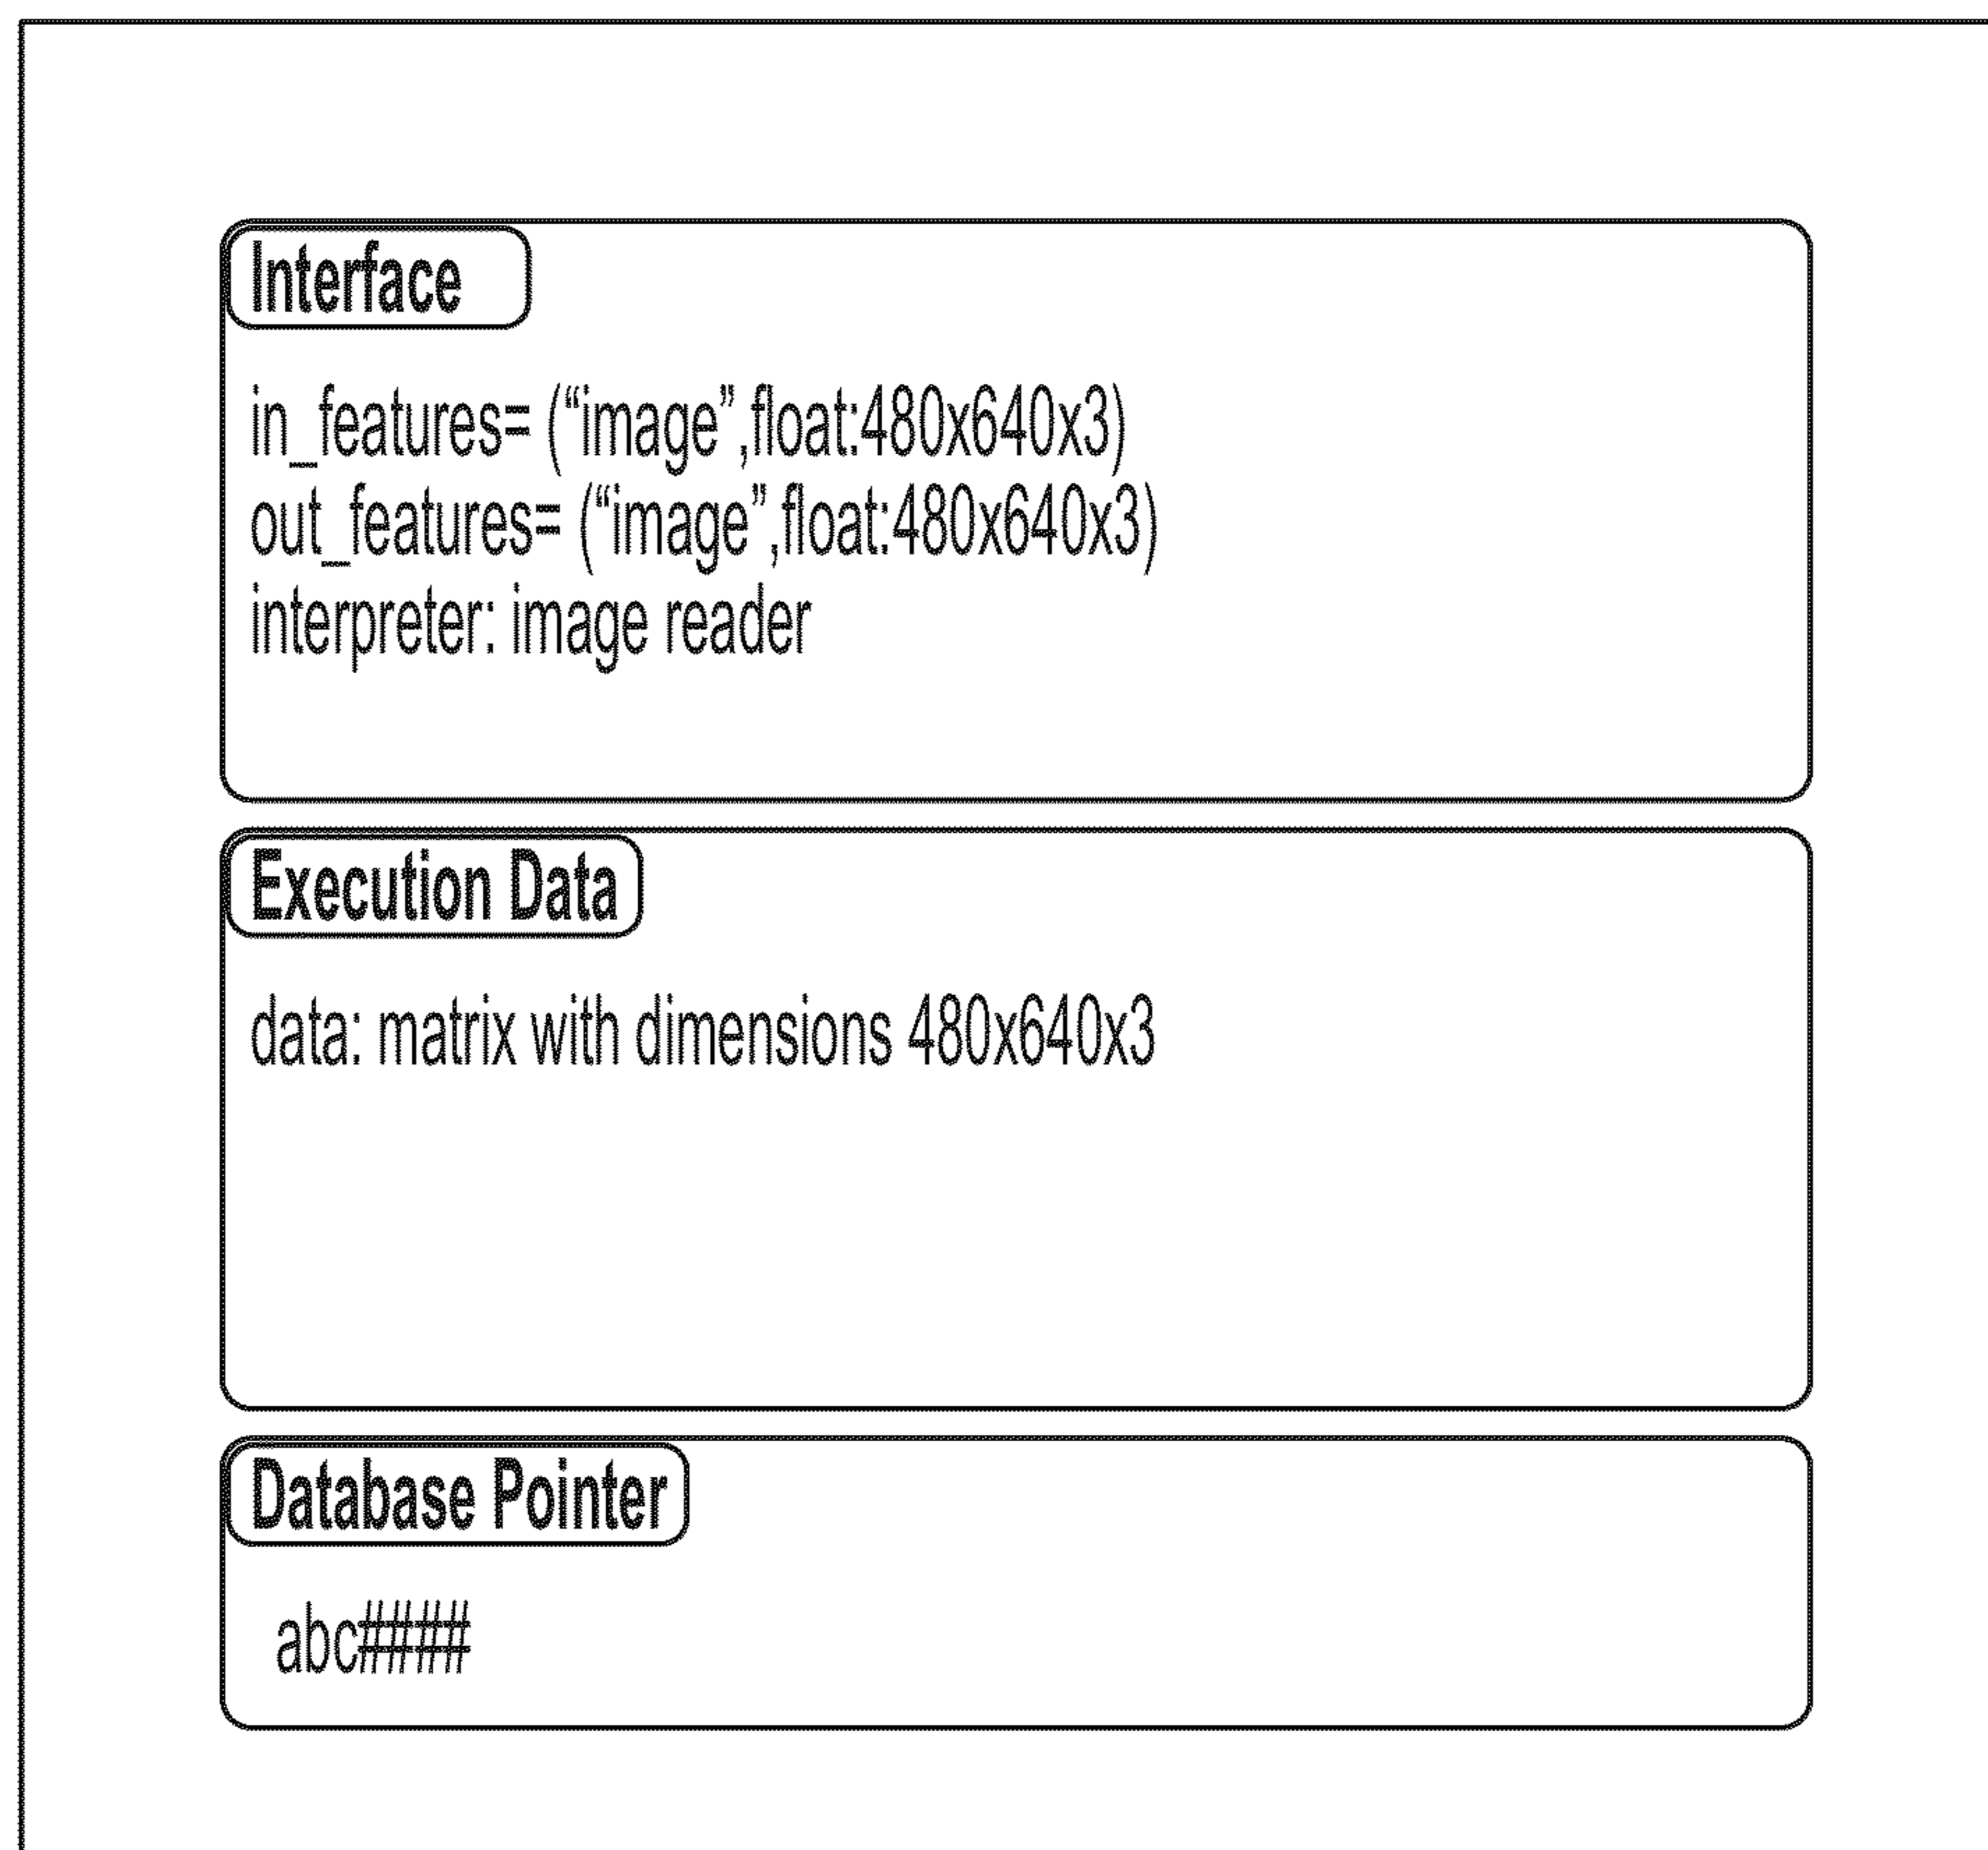 Interface
in_features= (“image”,float:480x640x3)
out_features= (“image”,float:480x640x3)
interpreter: image reader
Execution Data
data: matrix with dimensions 480x640x3
Database Pointer
abc####